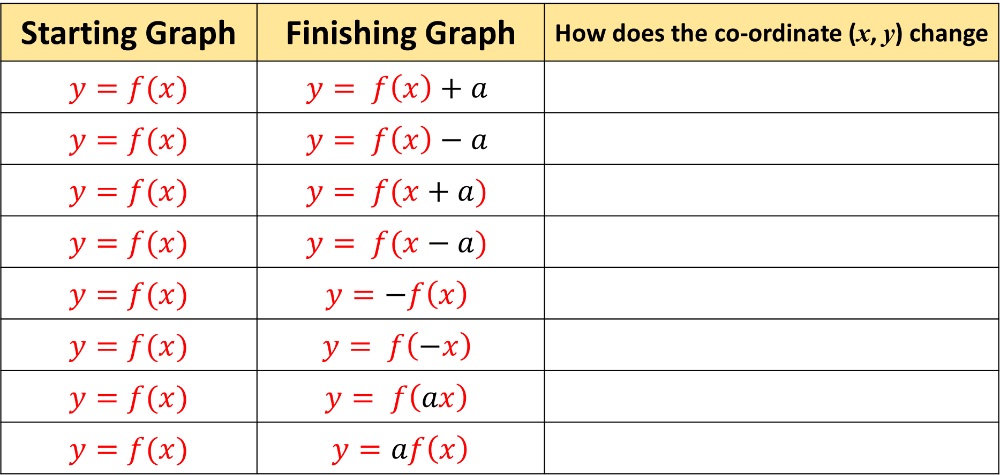 Starting Graph Finishing Graph How does the co-ordinate (x, y) change
y = f(x) y = f(x) + a
y = f(x) y = f(x) − a
y = f(x) y = f(x + a)
y = f(x) y = f(x − a)
y = f(x) y = −f(x)
y = f(x) y = f(−x)
y = f(x) y = f(ax)
y = f(x) y = af(x)